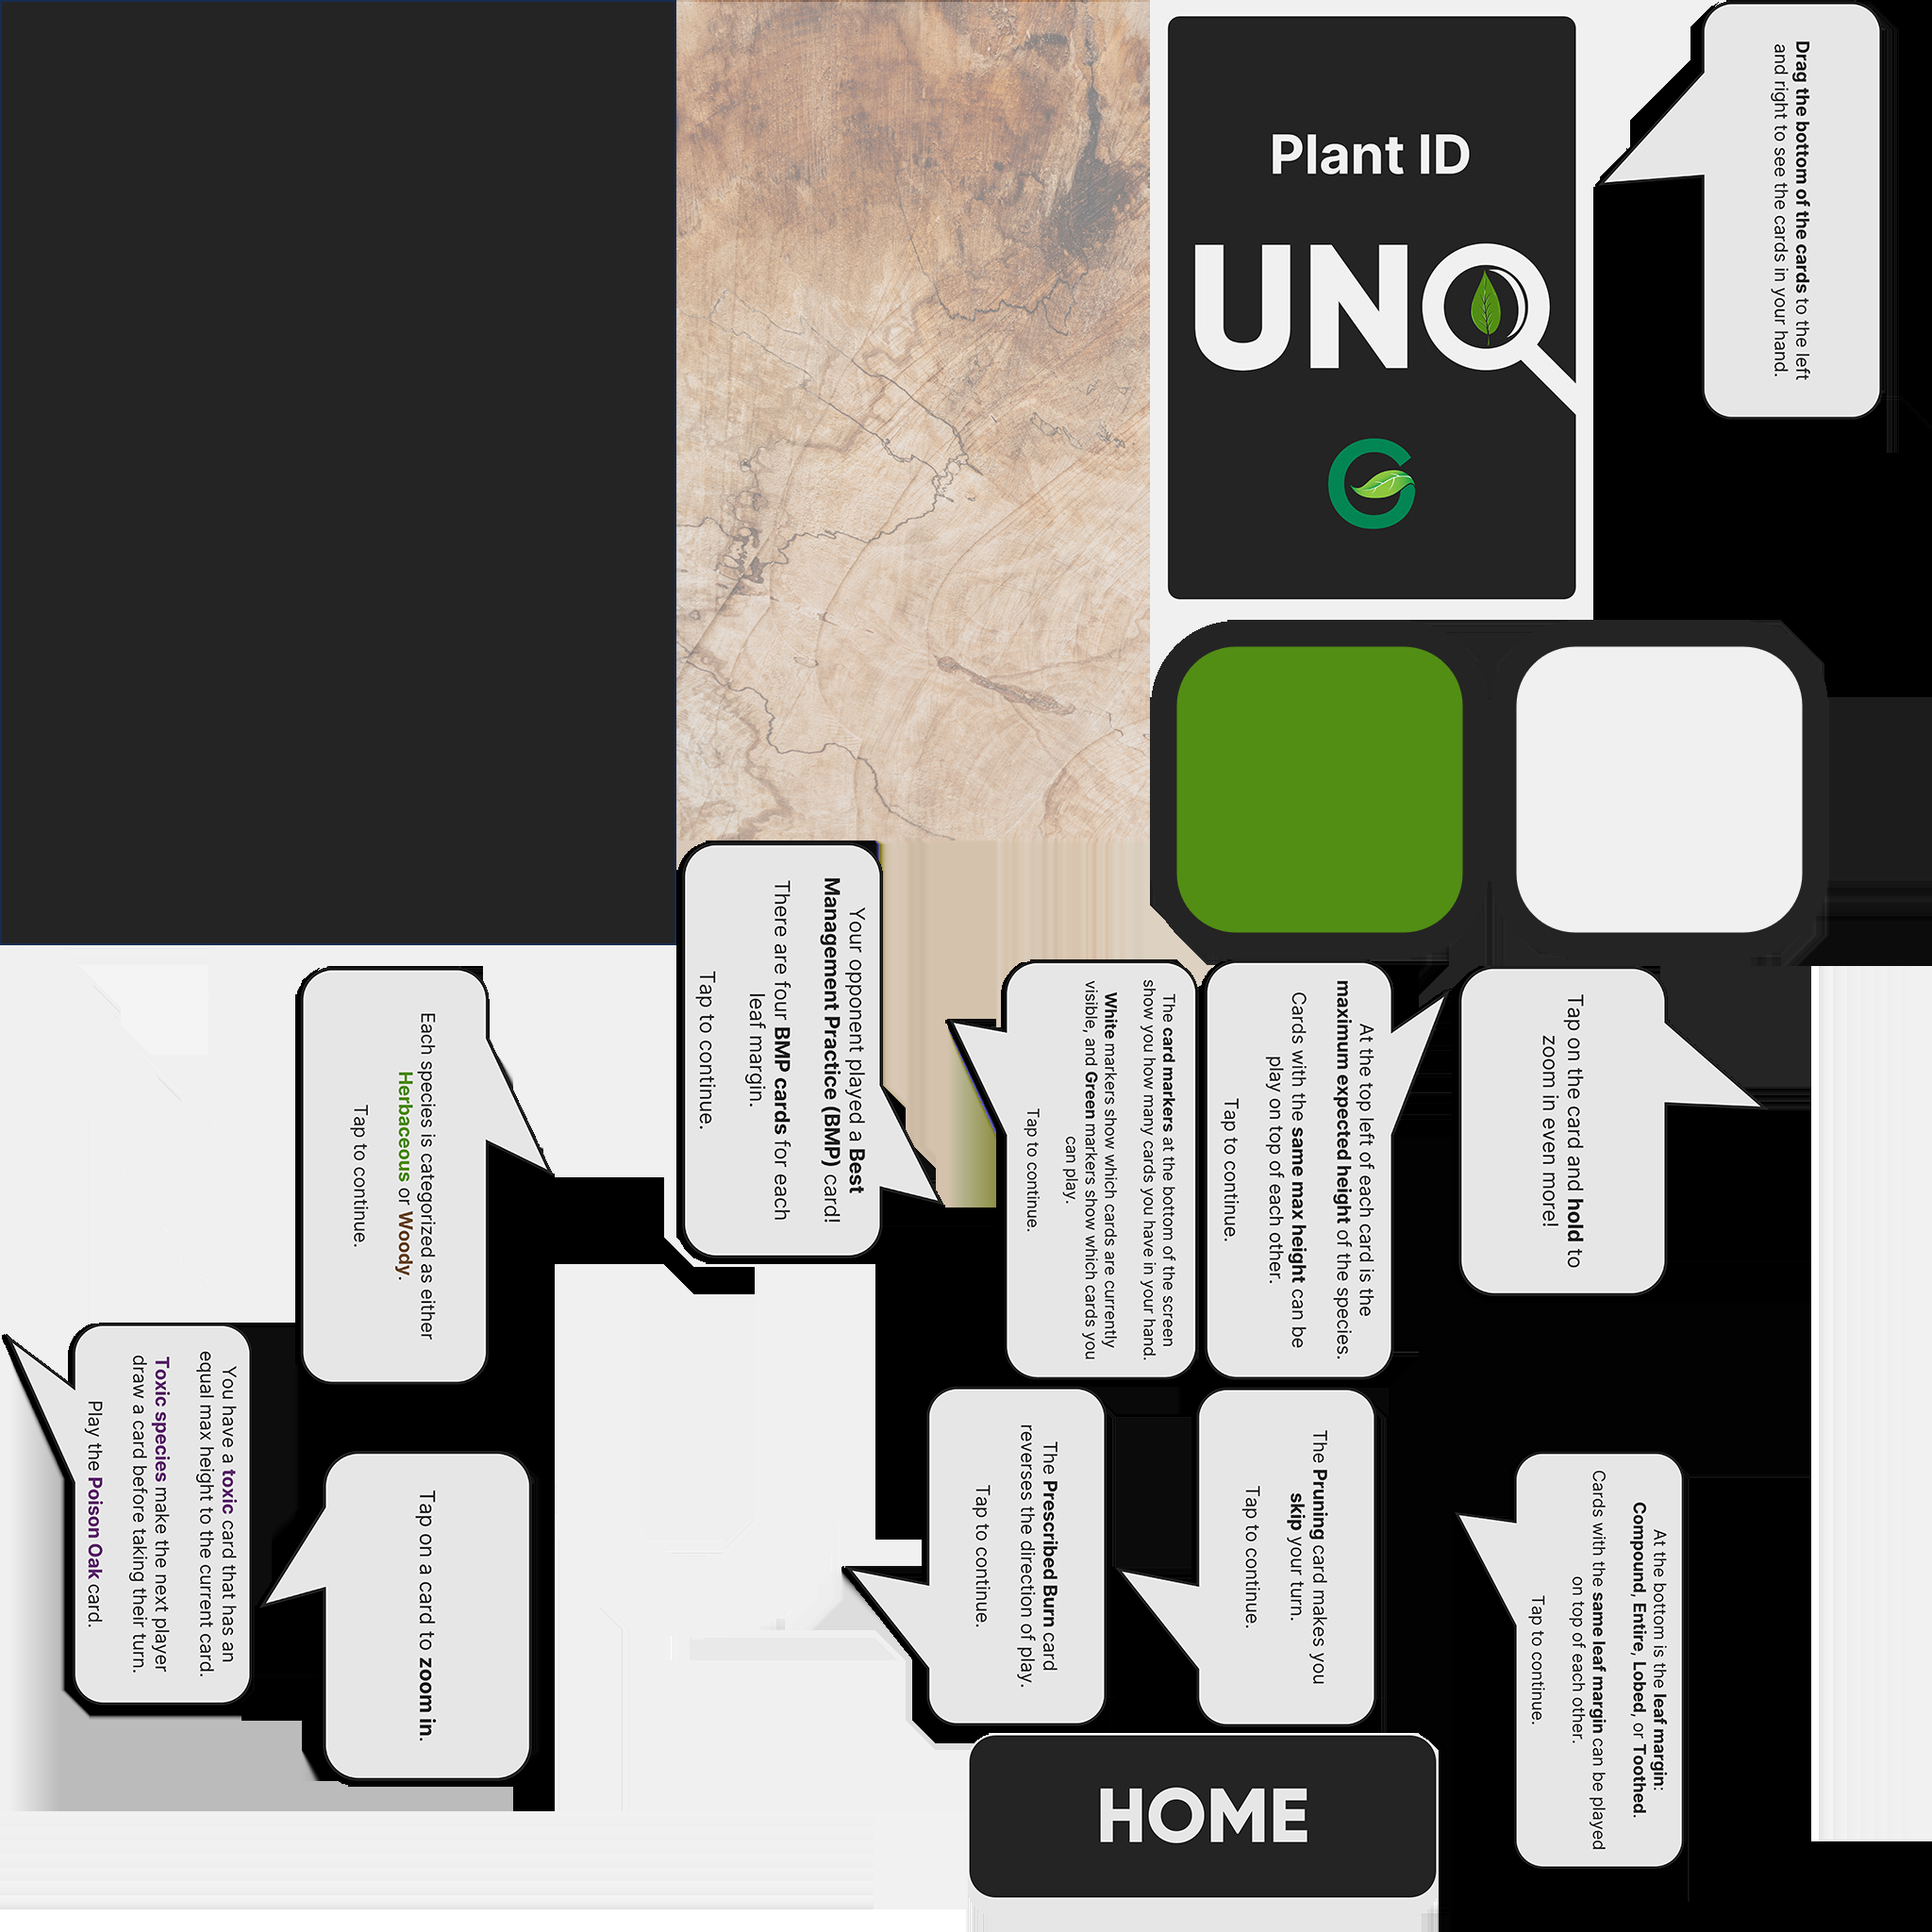 Plant ID
UNO
Drag the bottom of the cards to the left
and right to see the cards in your hand.
Your opponent played a Best
Management Practice (BMP) card!
There are four BMP cards for each
leaf margin.
Tap to continue.
The card markers at the bottom of the screen
show you how many cards you have in your hand.
White markers show which cards are currently
visible, and Green markers show which cards you
can play.
Tap to continue.
At the top left of each card is the
maximum expected height of the species.
Cards with the same max height can be
play on top of each other.
Tap to continue.
Tap on the card and hold to
zoom in even more!
Each species is categorized as either
Herbaceous or Woody.
Tap to continue.
You have a toxic card that has an
equal max height to the current card.
Toxic species make the next player
draw a card before taking their turn.
Play the Poison Oak card.
Tap on a card to zoom in.
The Prescribed Burn card
reverses the direction of play.
Tap to continue.
The Pruning card makes you
skip your turn.
Tap to continue.
At the bottom is the leaf margin:
Compound, Entire, Lobed, or Toothed.
Cards with the same leaf margin can be played
on top of each other.
Tap to continue.
HOME